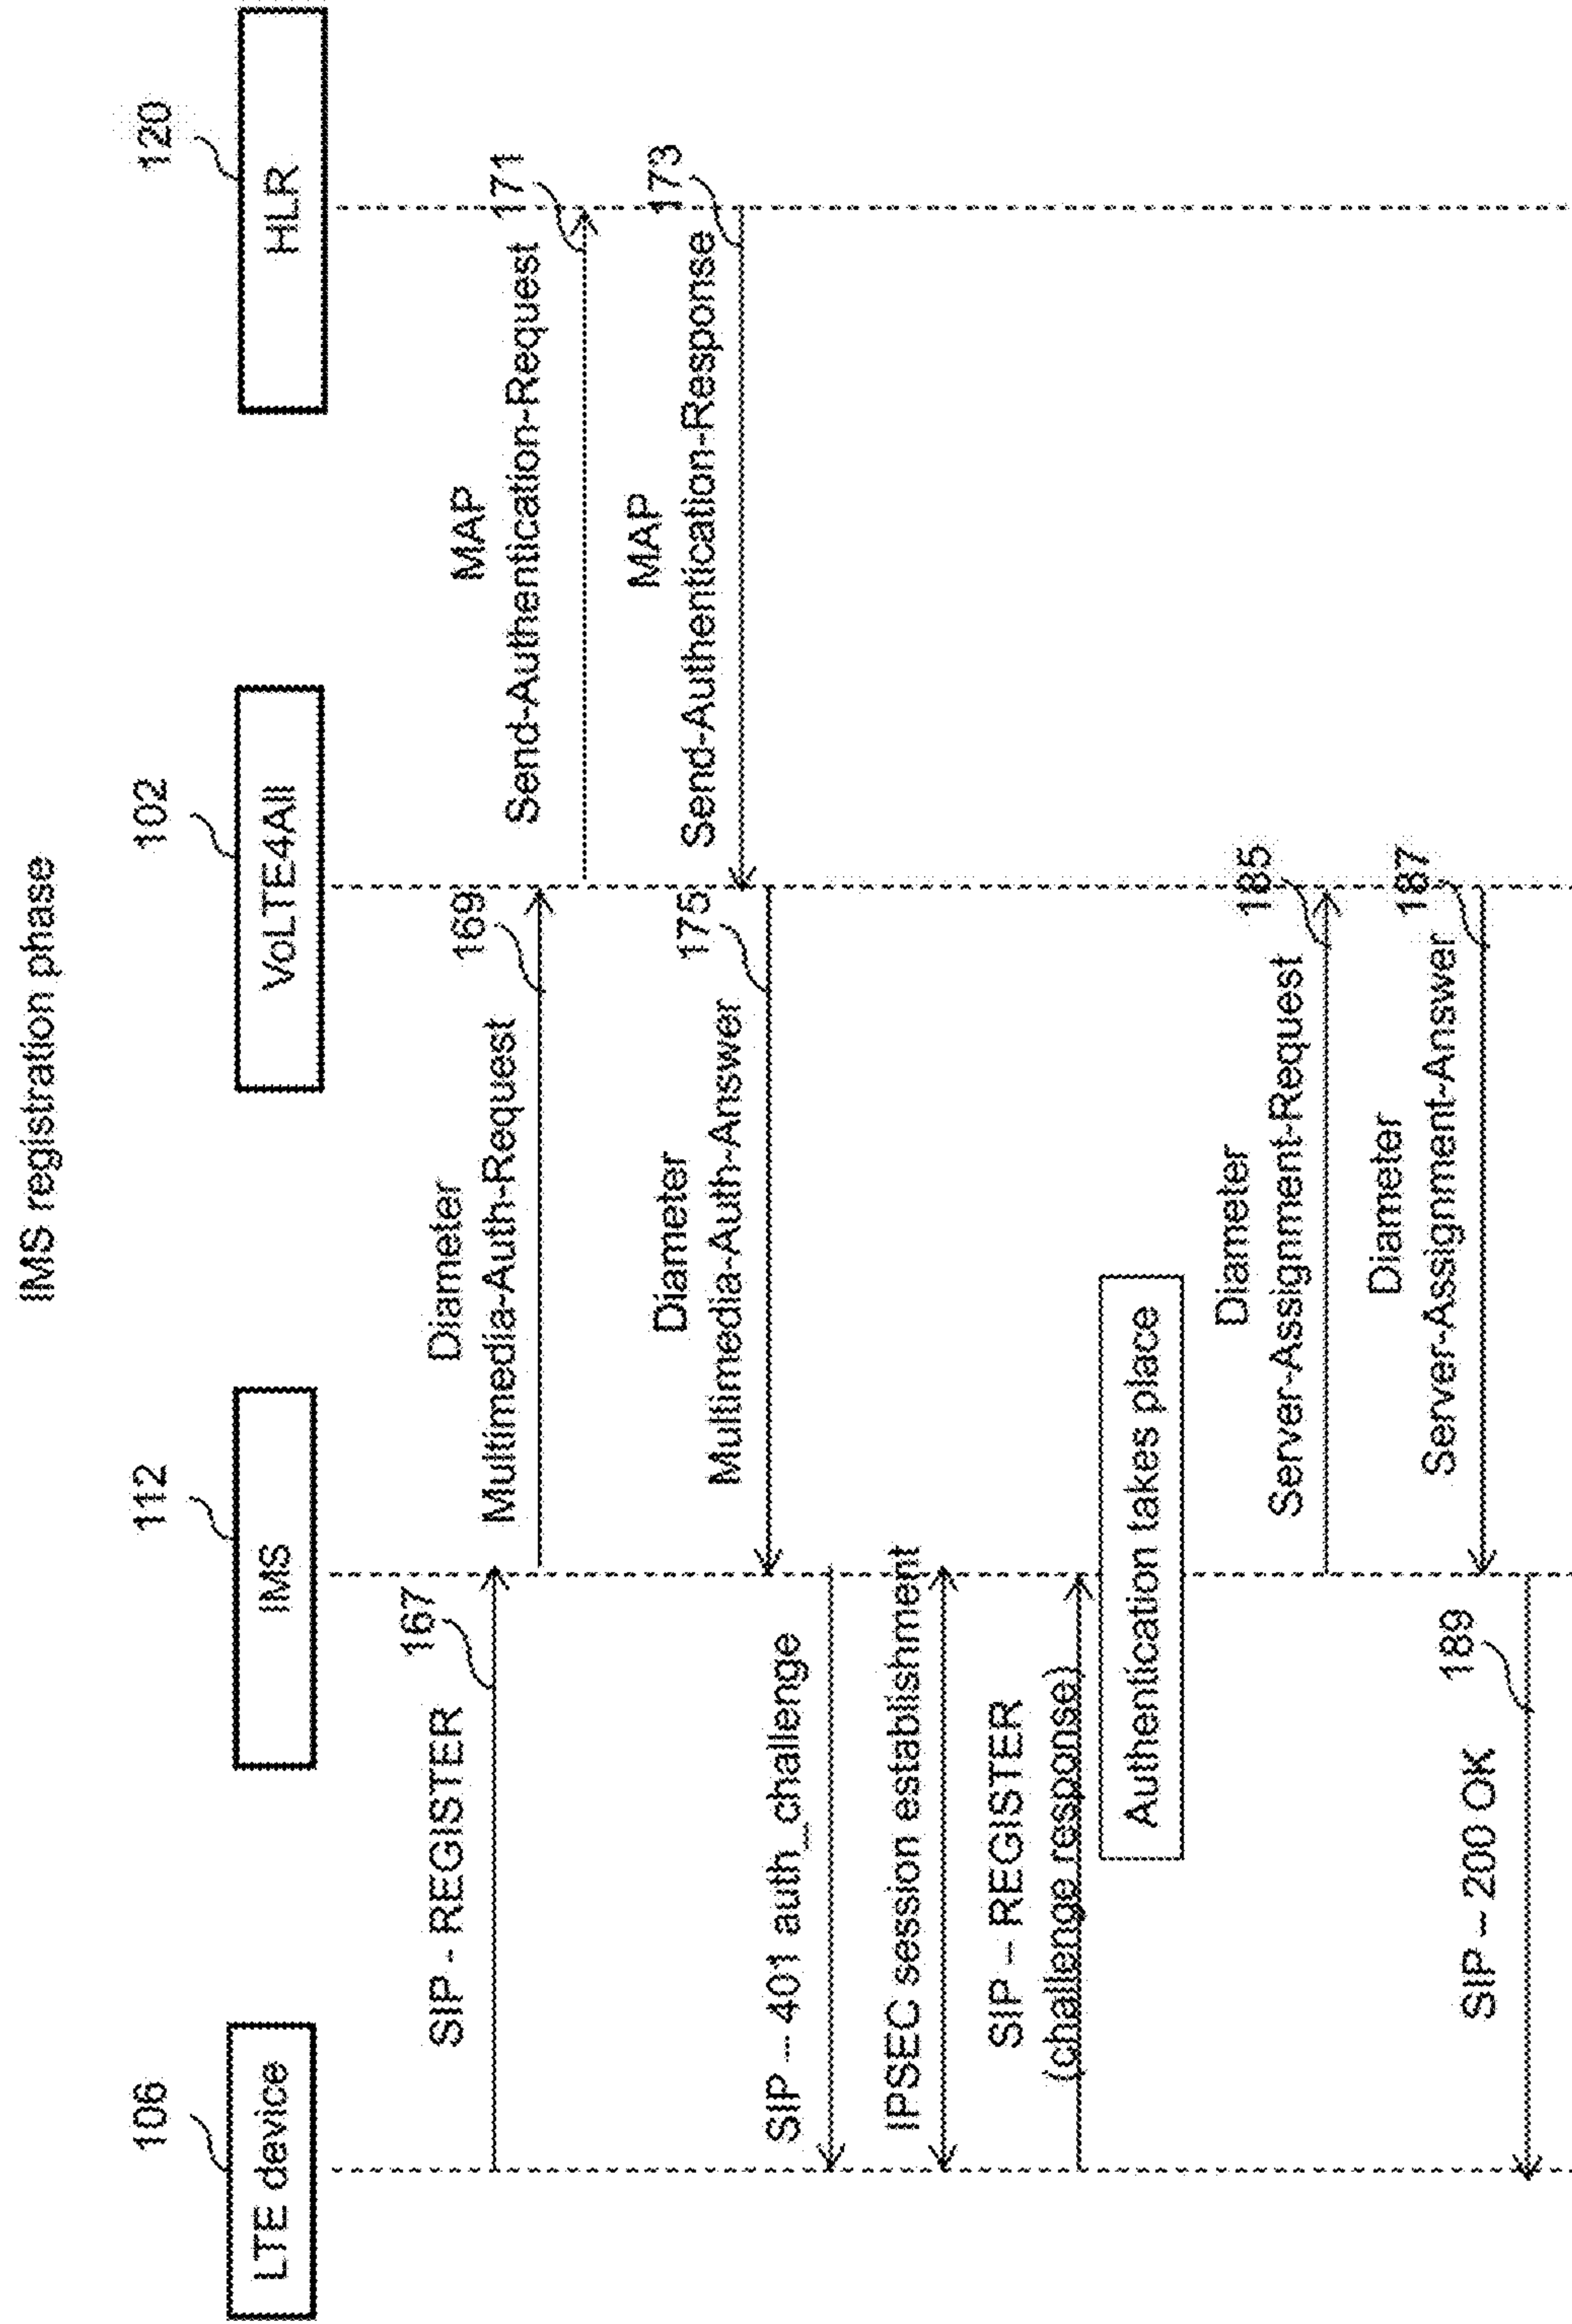 IMS registration phase
106
112
102
120
LTE device
IMS
VoLTE4All
HLR
SIP - REGISTER
167
Diameter
Multimedia-Auth-Request
169
MAP
Send-Authentication-Request
171
MAP
Send-Authentication-Response
173
Diameter
Multimedia-Auth-Answer
175
SIP – 401 auth_challenge
IPSEC session establishment
SIP – REGISTER
(challenge response)
Authentication takes place
Diameter
Server-Assignment-Request
185
Diameter
Server-Assignment-Answer
187
SIP – 200 OK
189